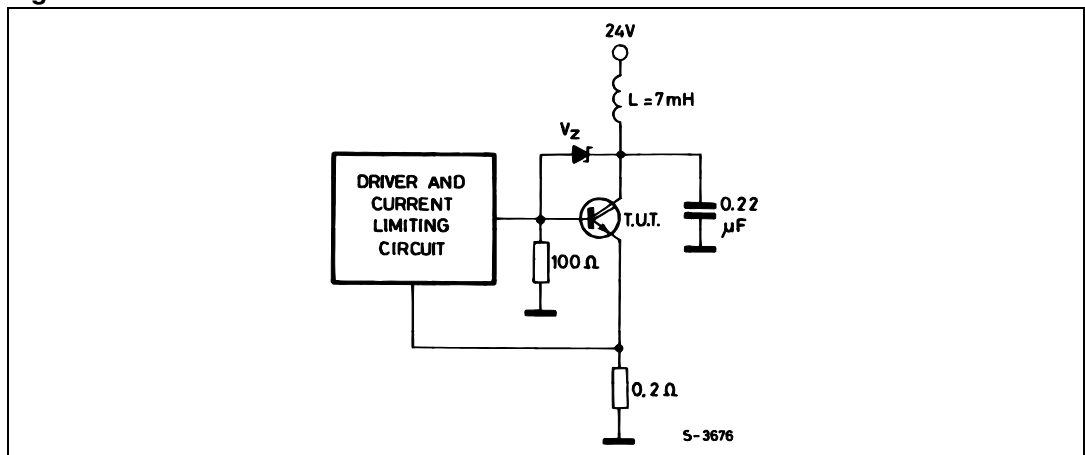 24V
L = 7mH
Vz
DRIVER AND
CURRENT
LIMITING
CIRCUIT
T.U.T.
0.22
µF
100 Ω
0.2 Ω
S-3676